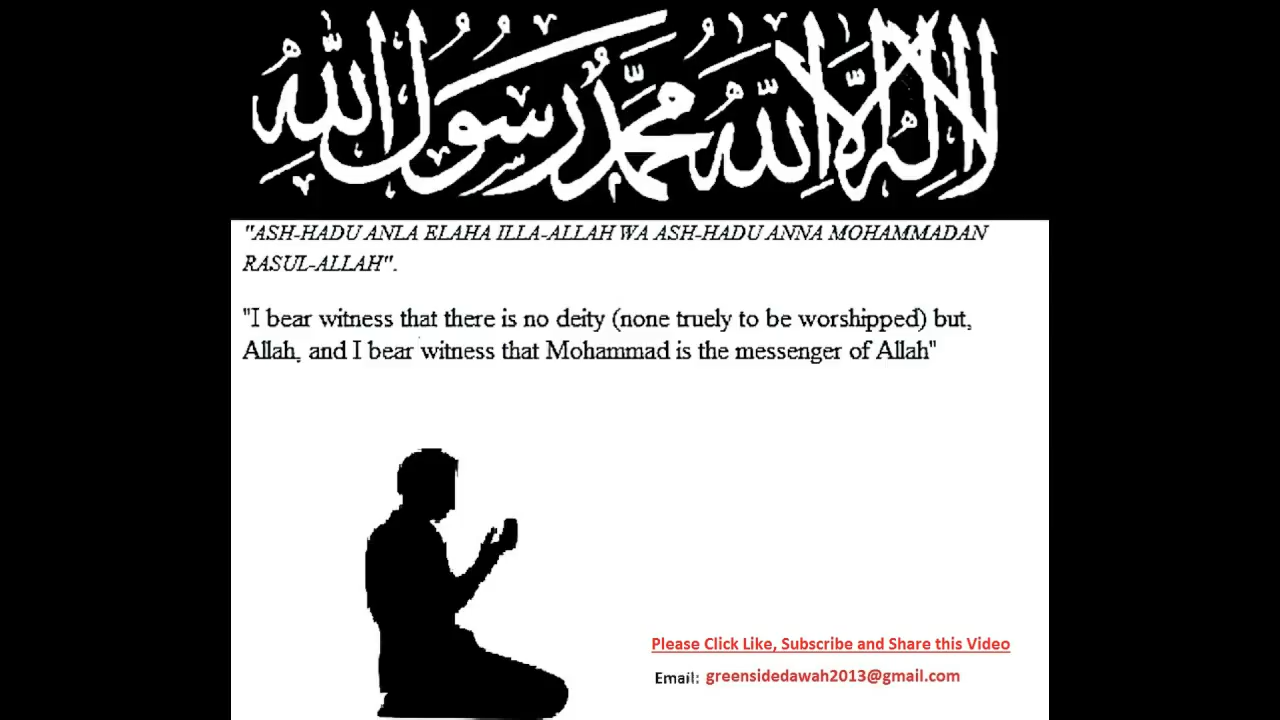 لا إله إلا الله محمد رسول الله
"ASH-HADU ANLA ELAHA ILLA-ALLAH WA ASH-HADU ANNA MOHAMMADAN
RASUL-ALLAH".
"I bear witness that there is no deity (none truely to be worshipped) but,
Allah, and I bear witness that Mohammad is the messenger of Allah"
Please Click Like, Subscribe and Share this Video
Email: greensidedawah2013@gmail.com